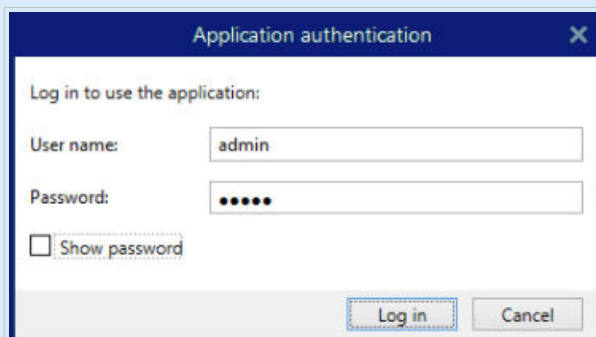 Application authentication
Log in to use the application:
User name: admin
Password: •••••
Show password
Log in Cancel